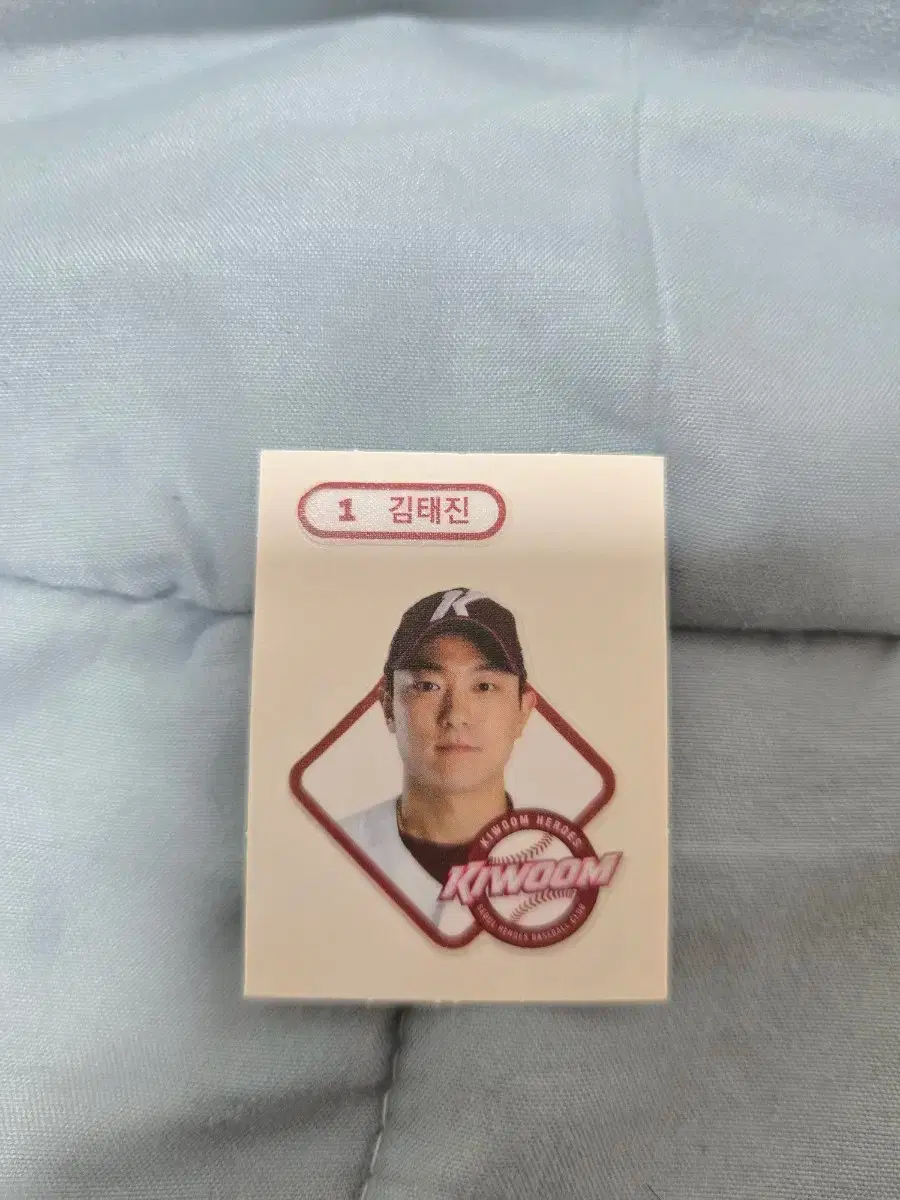 1 김태진
K
KIWOOM HEROES
KIWOOM
SEOUL HEROES BASEBALL CLUB